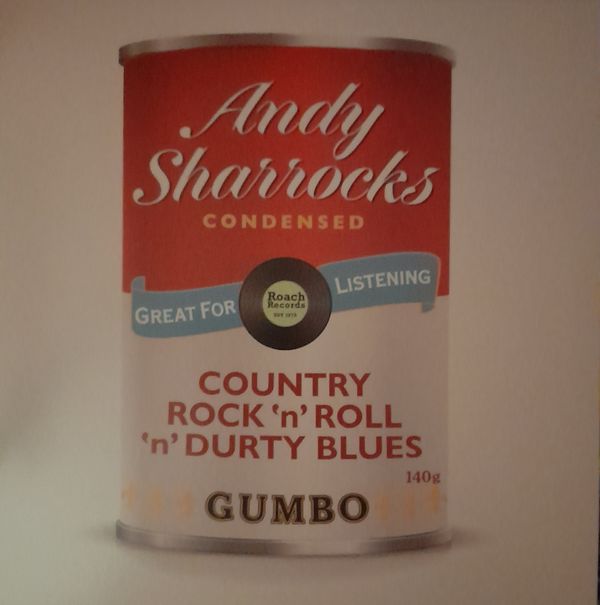 Andy
Sharrocks
CONDENSED
GREAT FOR LISTENING
Roach
Records
COUNTRY
ROCK 'n' ROLL
'n' DURTY BLUES
140g
GUMBO